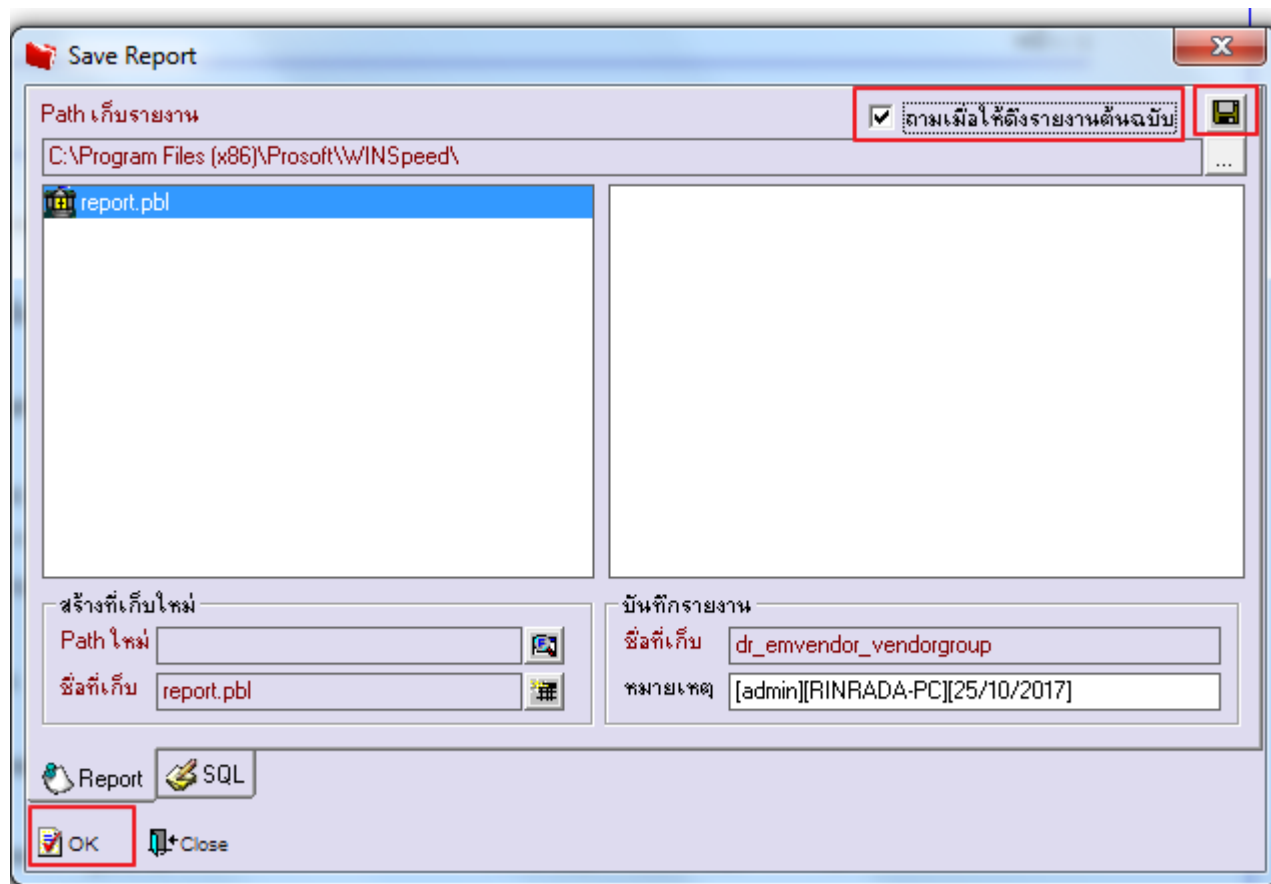 Save Report
Path เก็บรายงาน
ถามเมื่อให้ดึงรายงานต้นฉบับ
C:\Program Files (x86)\Prosoft\WINSpeed\
...
report.pbl
สร้างที่เก็บใหม่
Path ใหม่
ชื่อที่เก็บ report.pbl
บันทึกรายงาน
ชื่อที่เก็บ dr_emvendor_vendorgroup
หมายเหตุ [admin][RINRADA-PC][25/10/2017]
Report SQL
OK Close